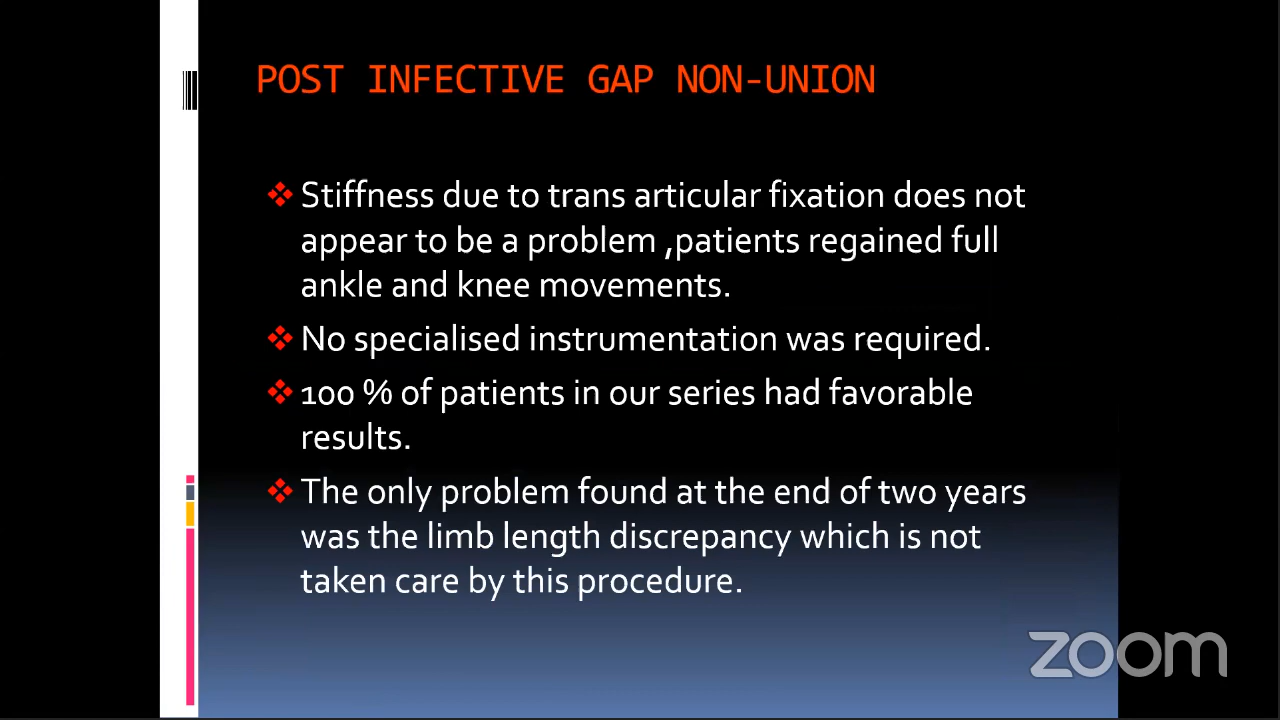 POST INFECTIVE GAP NON-UNION
Stiffness due to trans articular fixation does not
appear to be a problem ,patients regained full
ankle and knee movements.
No specialised instrumentation was required.
100 % of patients in our series had favorable
results.
The only problem found at the end of two years
was the limb length discrepancy which is not
taken care by this procedure.
zoom